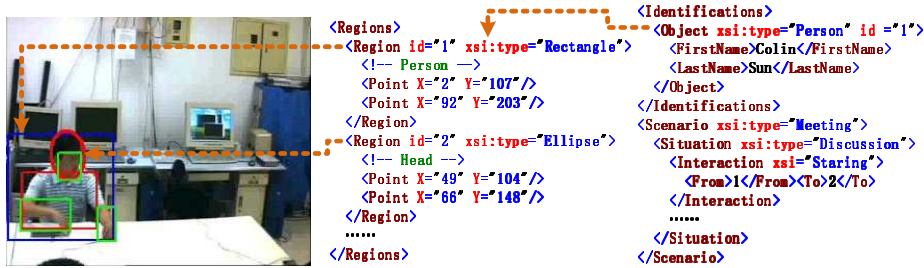 <Regions>
<Region id="1" xsi:type="Rectangle">
<!-- Person -->
<Point X="2" Y="107"/>
<Point X="92" Y="203"/>
</Region>
<Region id="2" xsi:type="Ellipse">
<!-- Head -->
<Point X="49" Y="104"/>
<Point X="66" Y="148"/>
</Region>
......
</Regions>
<Identifications>
<Object xsi:type="Person" id ="1">
<FirstName>Colin</FirstName>
<LastName>Sun</LastName>
</Object>
</Identifications>
<Scenario xsi:type="Meeting">
<Situation xsi:type="Discussion">
<Interaction xsi="Staring">
<From>1</From><To>2</To>
</Interaction>
......
</Situation>
</Scenario>